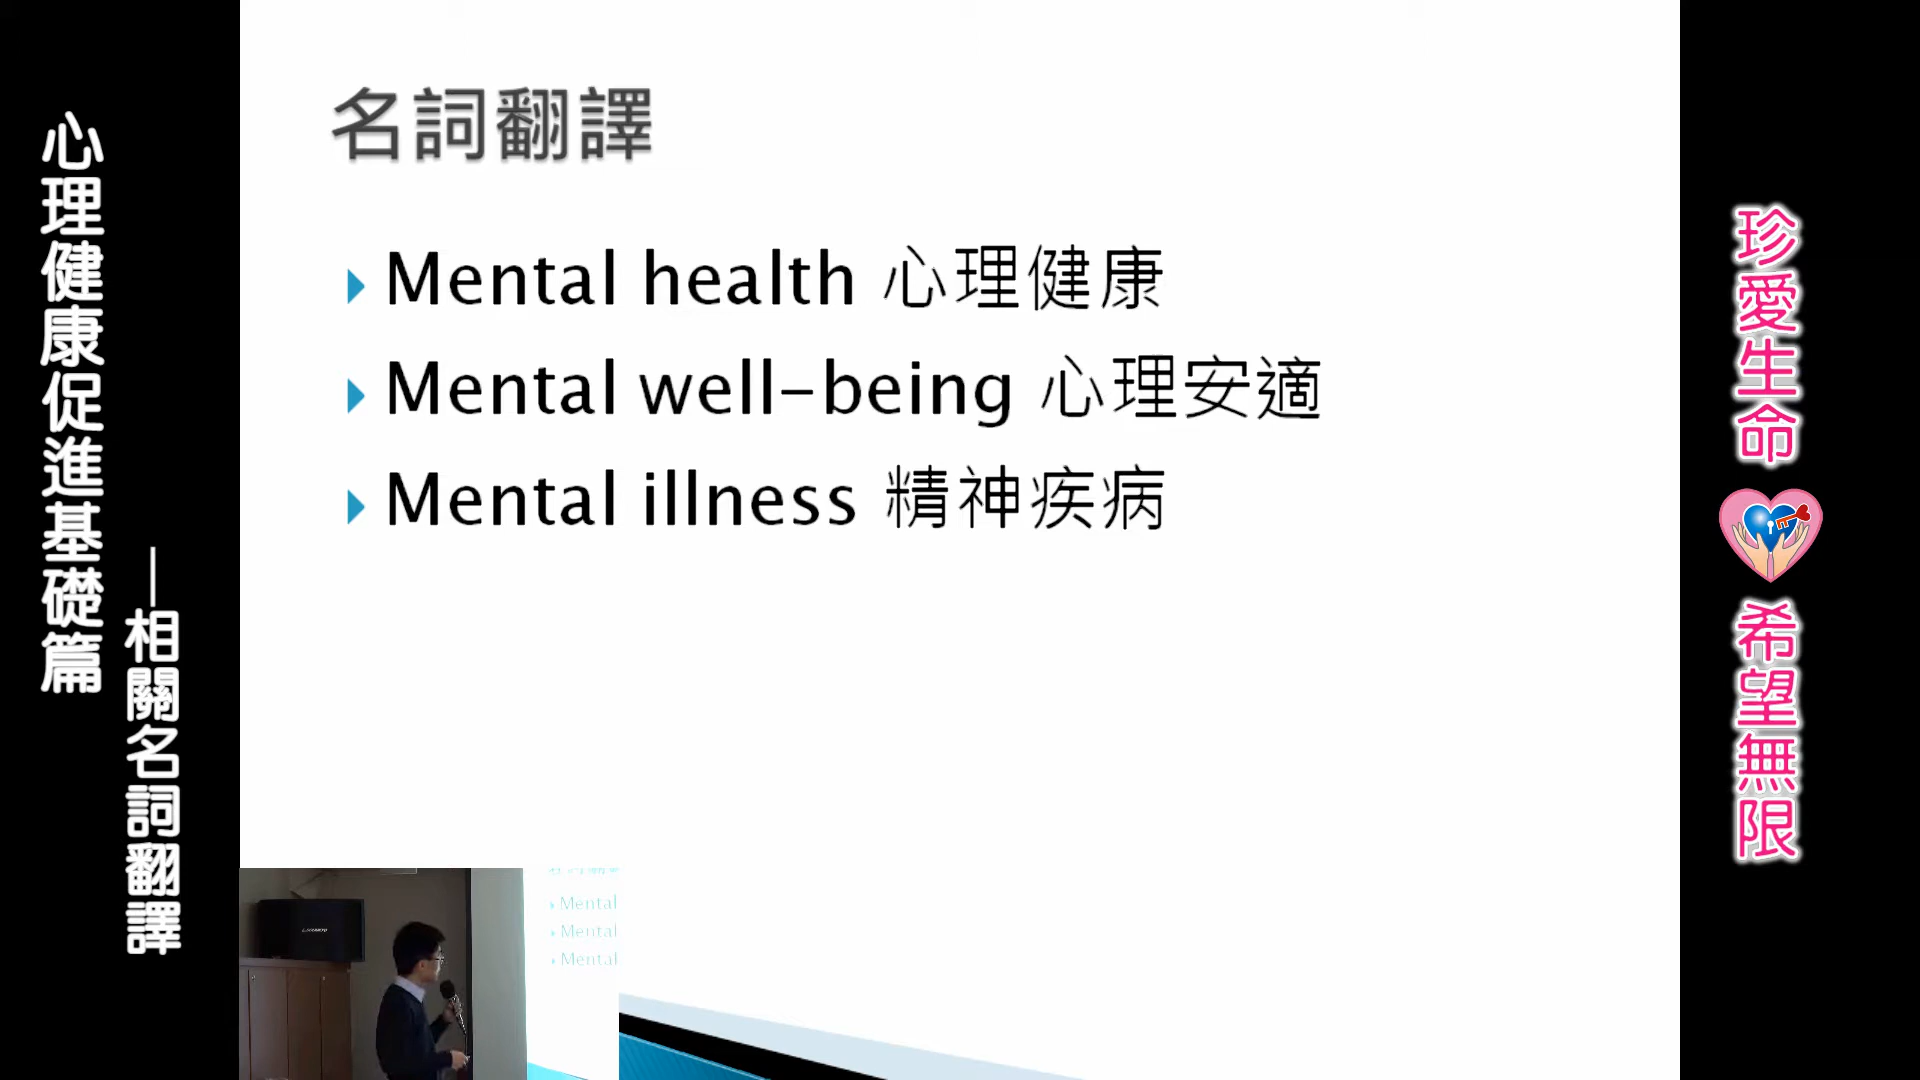 心理健康促進基礎篇
—相關名詞翻譯
名詞翻譯
Mental health 心理健康
Mental well-being 心理安適
Mental illness 精神疾病
珍愛生命
希望無限
Mental
Mental
Mental